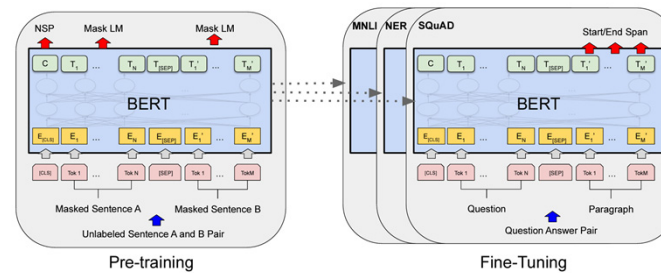 NSP Mask LM Mask LM
C T1 ... TN T[SEP] T1' ... TM'
BERT
E[CLS] E1 ... EN E[SEP] E1' ... EM'
[CLS] Tok 1 ... Tok N [SEP] Tok 1 ... TokM
Masked Sentence A Masked Sentence B
Unlabeled Sentence A and B Pair
Pre-training
MNLI NER SQuAD
Start/End Span
C T1 ... TN T[SEP] T1' ... TM'
BERT
E[CLS] E1 ... EN E[SEP] E1' ... EM'
[CLS] Tok 1 ... Tok N [SEP] Tok 1 ... TokM
Question Paragraph
Question Answer Pair
Fine-Tuning